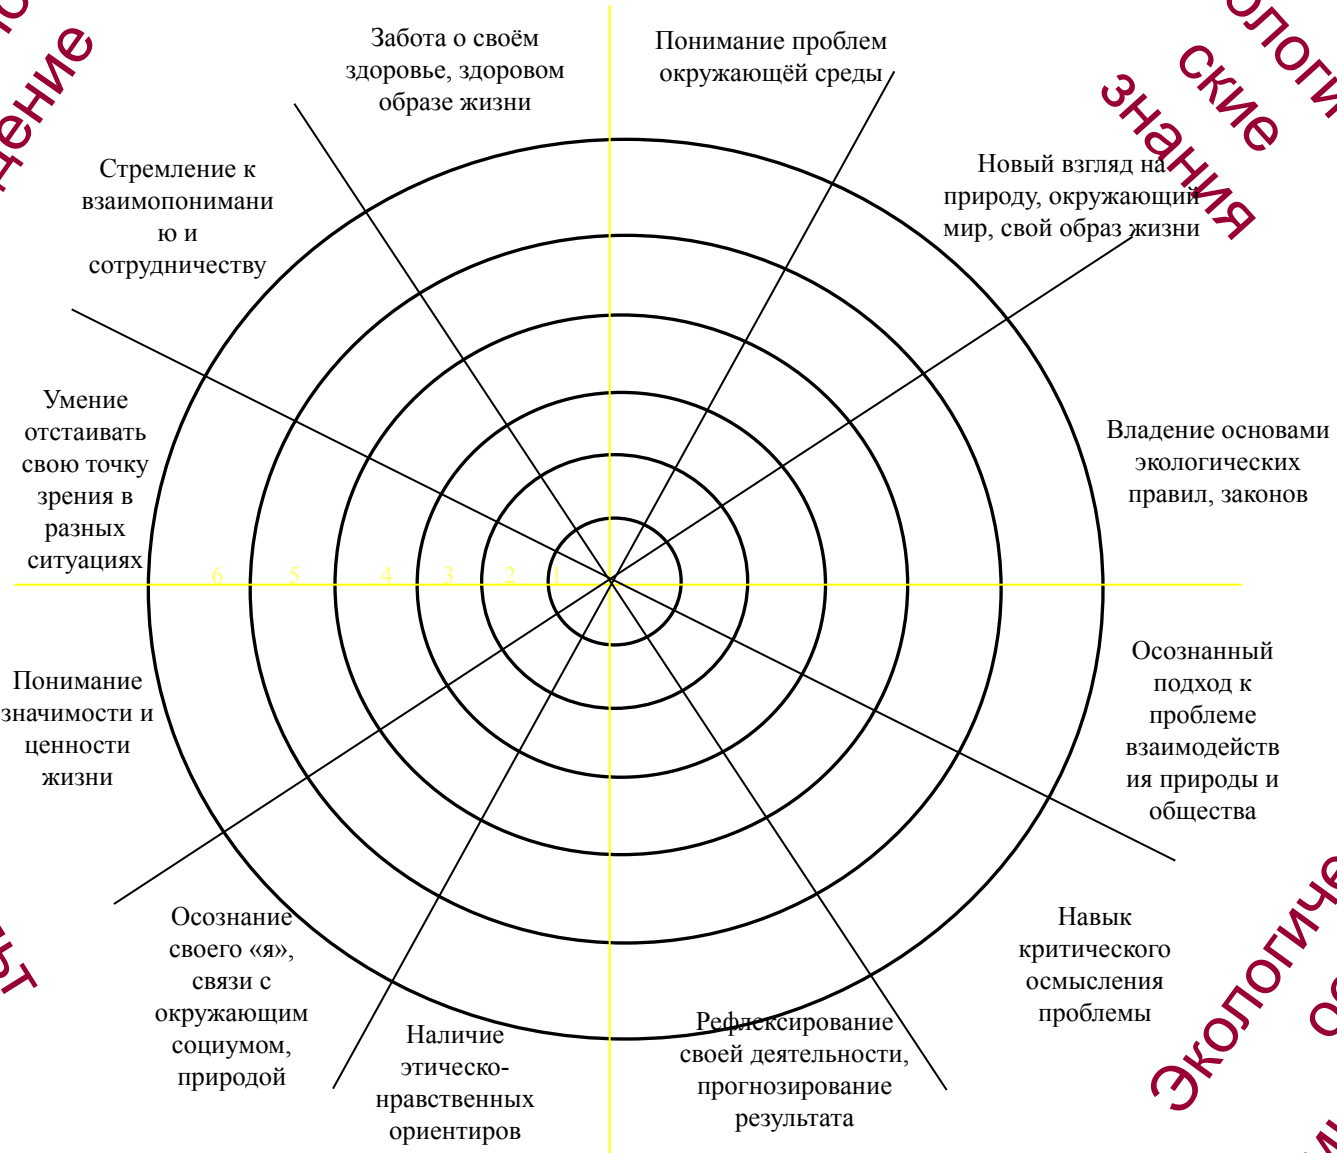 Забота о своём
здоровье, здоровом
образе жизни
Понимание проблем
окружающёй среды
ские
знания
Стремление к
взаимопонимани
ю и
сотрудничеству
Новый взгляд на
природу, окружающий
мир, свой образ жизни
Умение
отстаивать
свою точку
зрения в
разных
ситуациях
Владение основами
экологических
правил, законов
6 5 4 3 2 1
Понимание
значимости и
ценности
жизни
Осознанный
подход к
проблеме
взаимодейств
ия природы и
общества
Осознание
своего «я»,
связи с
окружающим
социумом,
природой
Наличие
этическо-
нравственных
ориентиров
Рефлексирование
своей деятельности,
прогнозирование
результата
Навык
критического
осмысления
проблемы